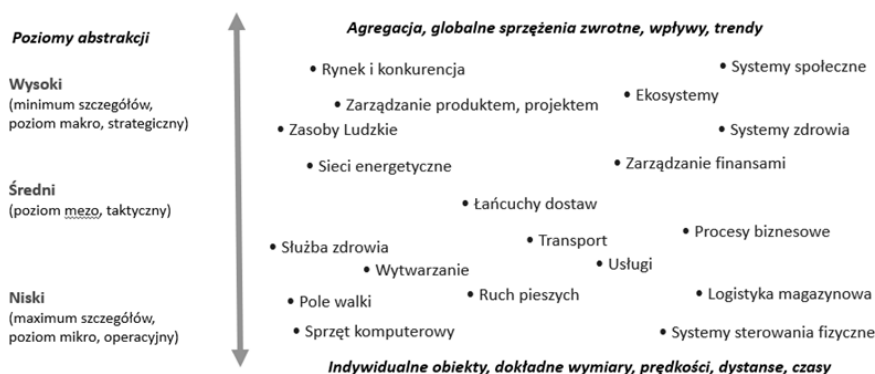 Poziomy abstrakcji
Agregacja, globalne sprzężenia zwrotne, wpływy, trendy
Wysoki
(minimum szczegółów,
poziom makro, strategiczny)
• Rynek i konkurencja
• Systemy społeczne
• Ekosystemy
• Zarządzanie produktem, projektem
• Zasoby Ludzkie
• Systemy zdrowia
• Sieci energetyczne
• Zarządzanie finansami
Średni
(poziom mezo, taktyczny)
• Łańcuchy dostaw
• Procesy biznesowe
• Służba zdrowia
• Transport
• Wytwarzanie
• Usługi
Niski
(maximum szczegółów,
poziom mikro, operacyjny)
• Pole walki
• Ruch pieszych
• Logistyka magazynowa
• Sprzęt komputerowy
• Systemy sterowania fizyczne
Indywidualne obiekty, dokładne wymiary, prędkości, dystanse, czasy